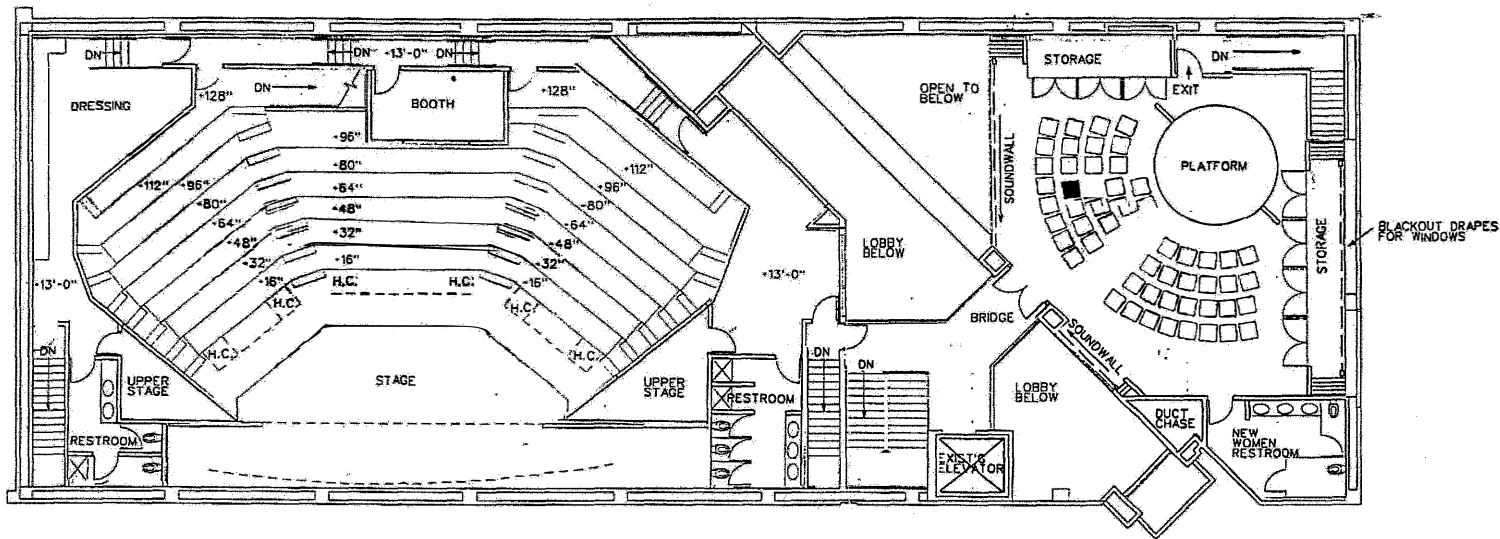 DN
DN
+13'-0"
DN
DRESSING
DN
+128"
BOOTH
+128"
+96"
+80"
+64"
+48"
+32"
+16"
+112"
+96"
+80"
+64"
+48"
+32"
+16"
+112"
+96"
+80"
+64"
+48"
+32"
+16"
H.C.
H.C.
H.C.
H.C.
H.C.
H.C.
+13'-0"
+13'-0"
DN
UPPER
STAGE
STAGE
UPPER
STAGE
RESTROOM
RESTROOM
DN
DN
OPEN TO
BELOW
LOBBY
BELOW
SOUNDWALL
STORAGE
EXIT
DN
PLATFORM
STORAGE
BLACKOUT DRAPES
FOR WINDOWS
BRIDGE
SOUNDWALL
LOBBY
BELOW
DUCT
CHASE
NEW
WOMEN
RESTROOM
EXIST'G
ELEVATOR